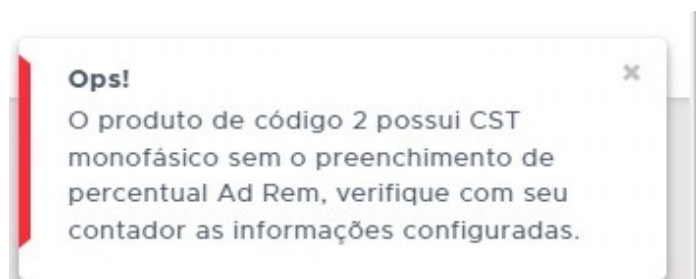 Ops!
O produto de código 2 possui CST
monofásico sem o preenchimento de
percentual Ad Rem, verifique com seu
contador as informações configuradas.